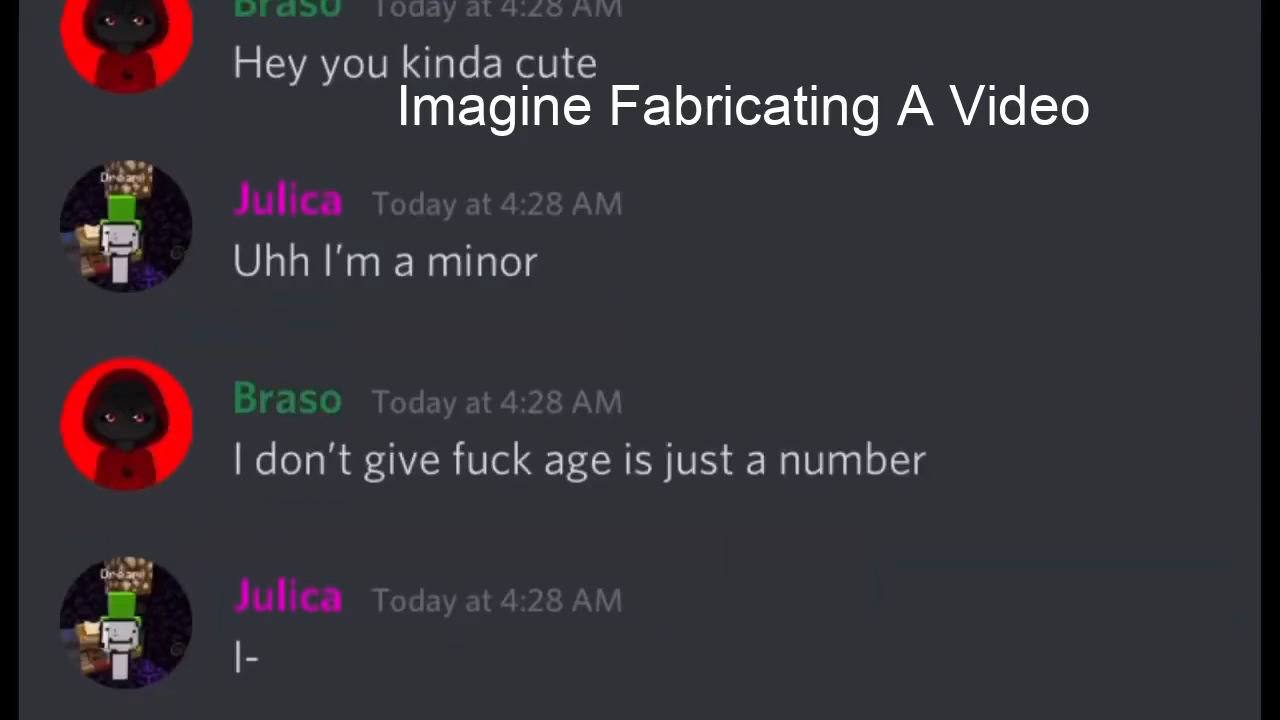 Braso Today at 4:28 AM
Hey you kinda cute
Imagine Fabricating A Video
Julica Today at 4:28 AM
Uhh I'm a minor
Braso Today at 4:28 AM
I don't give fuck age is just a number
Julica Today at 4:28 AM
I-
Dream
Dream